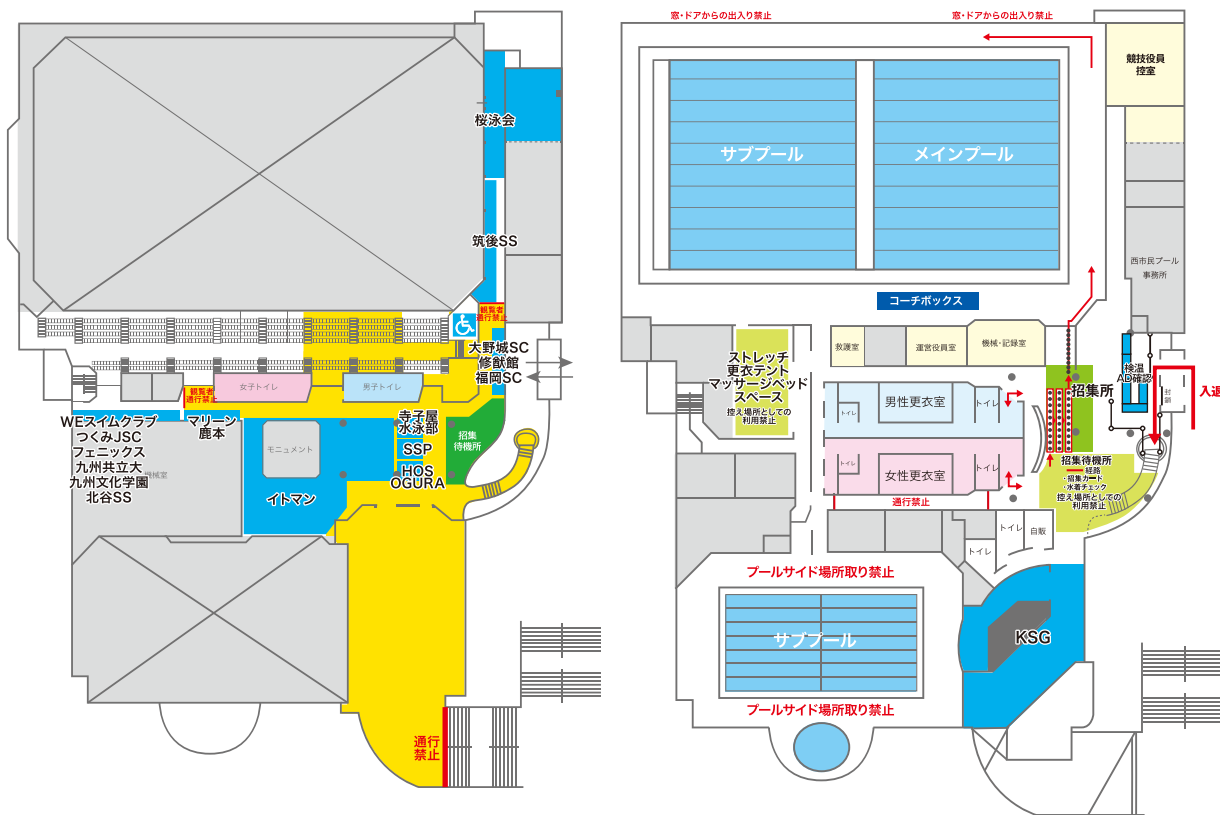 桜泳会
筑後SS
観覧者
通行禁止
大野城SC
修猷館
福岡SC
女子トイレ
男子トイレ
観覧者
通行禁止
WEスイムクラブ
つくみJSC
フェニックス
九州共立大
九州文化学園
北谷SS
機械室
マリーン
鹿本
モニュメント
イトマン
寺子屋
水泳部
SSP
HOS
OGURA
招集
待機所
通行
禁止
窓・ドアからの出入り禁止
窓・ドアからの出入り禁止
競技役員
控室
サブプール
メインプール
西市民プール
事務所
コーチボックス
救護室
運営役員室
機械・記録室
ストレッチ
更衣テント
マッサージベッド
スペース
控え場所としての
利用禁止
男性更衣室
トイレ
トイレ
女性更衣室
トイレ
トイレ
通行禁止
招集所
検温
AD確認
封鎖
入退
招集待機所
経路
・招集カード
・水着チェック
控え場所としての
利用禁止
トイレ
自販
トイレ
プールサイド場所取り禁止
サブプール
プールサイド場所取り禁止
KSG